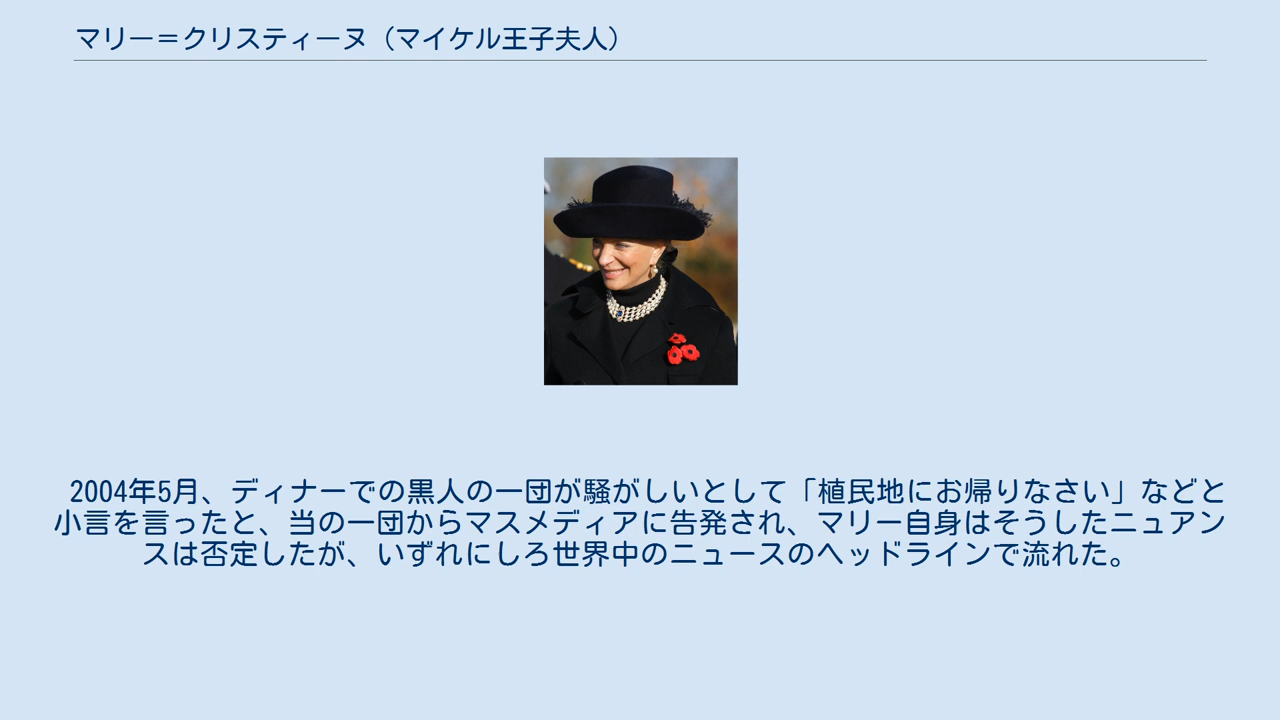 マリー＝クリスティーヌ（マイケル王子夫人）
2004年5月、ディナーでの黒人の一団が騒がしいとして「植民地にお帰りなさい」などと
小言を言ったと、当の一団からマスメディアに告発され、マリー自身はそうしたニュアン
スは否定したが、いずれにしろ世界中のニュースのヘッドラインで流れた。